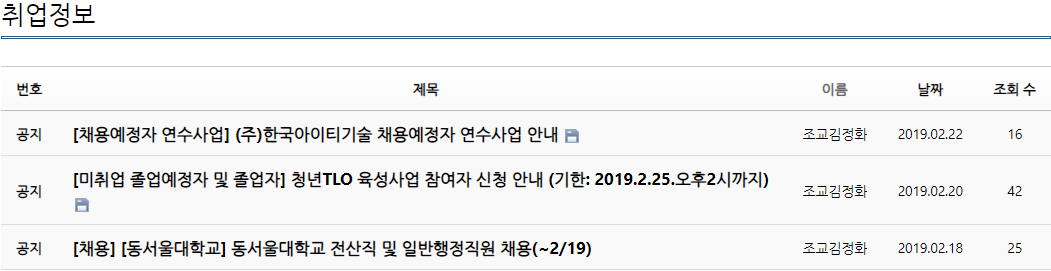 취업정보
번호 제목 이름 날짜 조회 수
공지 [채용예정자 연수사업] (주)한국아이티기술 채용예정자 연수사업 안내 조교김정화 2019.02.22 16
공지 [미취업 졸업예정자 및 졸업자] 청년TLO 육성사업 참여자 신청 안내 (기한: 2019.2.25.오후2시까지) 조교김정화 2019.02.20 42
공지 [채용] [동서울대학교] 동서울대학교 전산직 및 일반행정직원 채용(~2/19) 조교김정화 2019.02.18 25